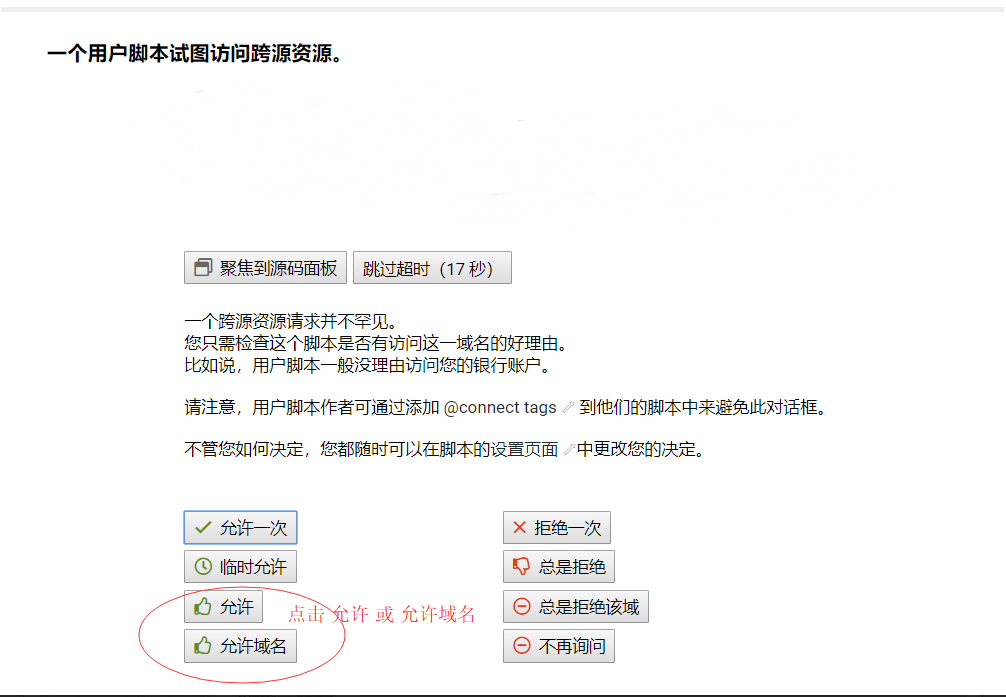 一个用户脚本试图访问跨源资源。
聚焦到源码面板 跳过超时（17 秒）
一个跨源资源请求并不罕见。
您只需检查这个脚本是否有访问这一域名的好理由。
比如说，用户脚本一般没理由访问您的银行账户。
请注意，用户脚本作者可通过添加 @connect tags 到他们的脚本中来避免此对话框。
不管您如何决定，您都随时可以在脚本的设置页面 中更改您的决定。
允许一次 拒绝一次
临时允许 总是拒绝
允许 点击 允许 或 允许域名 总是拒绝该域
允许域名 不再询问